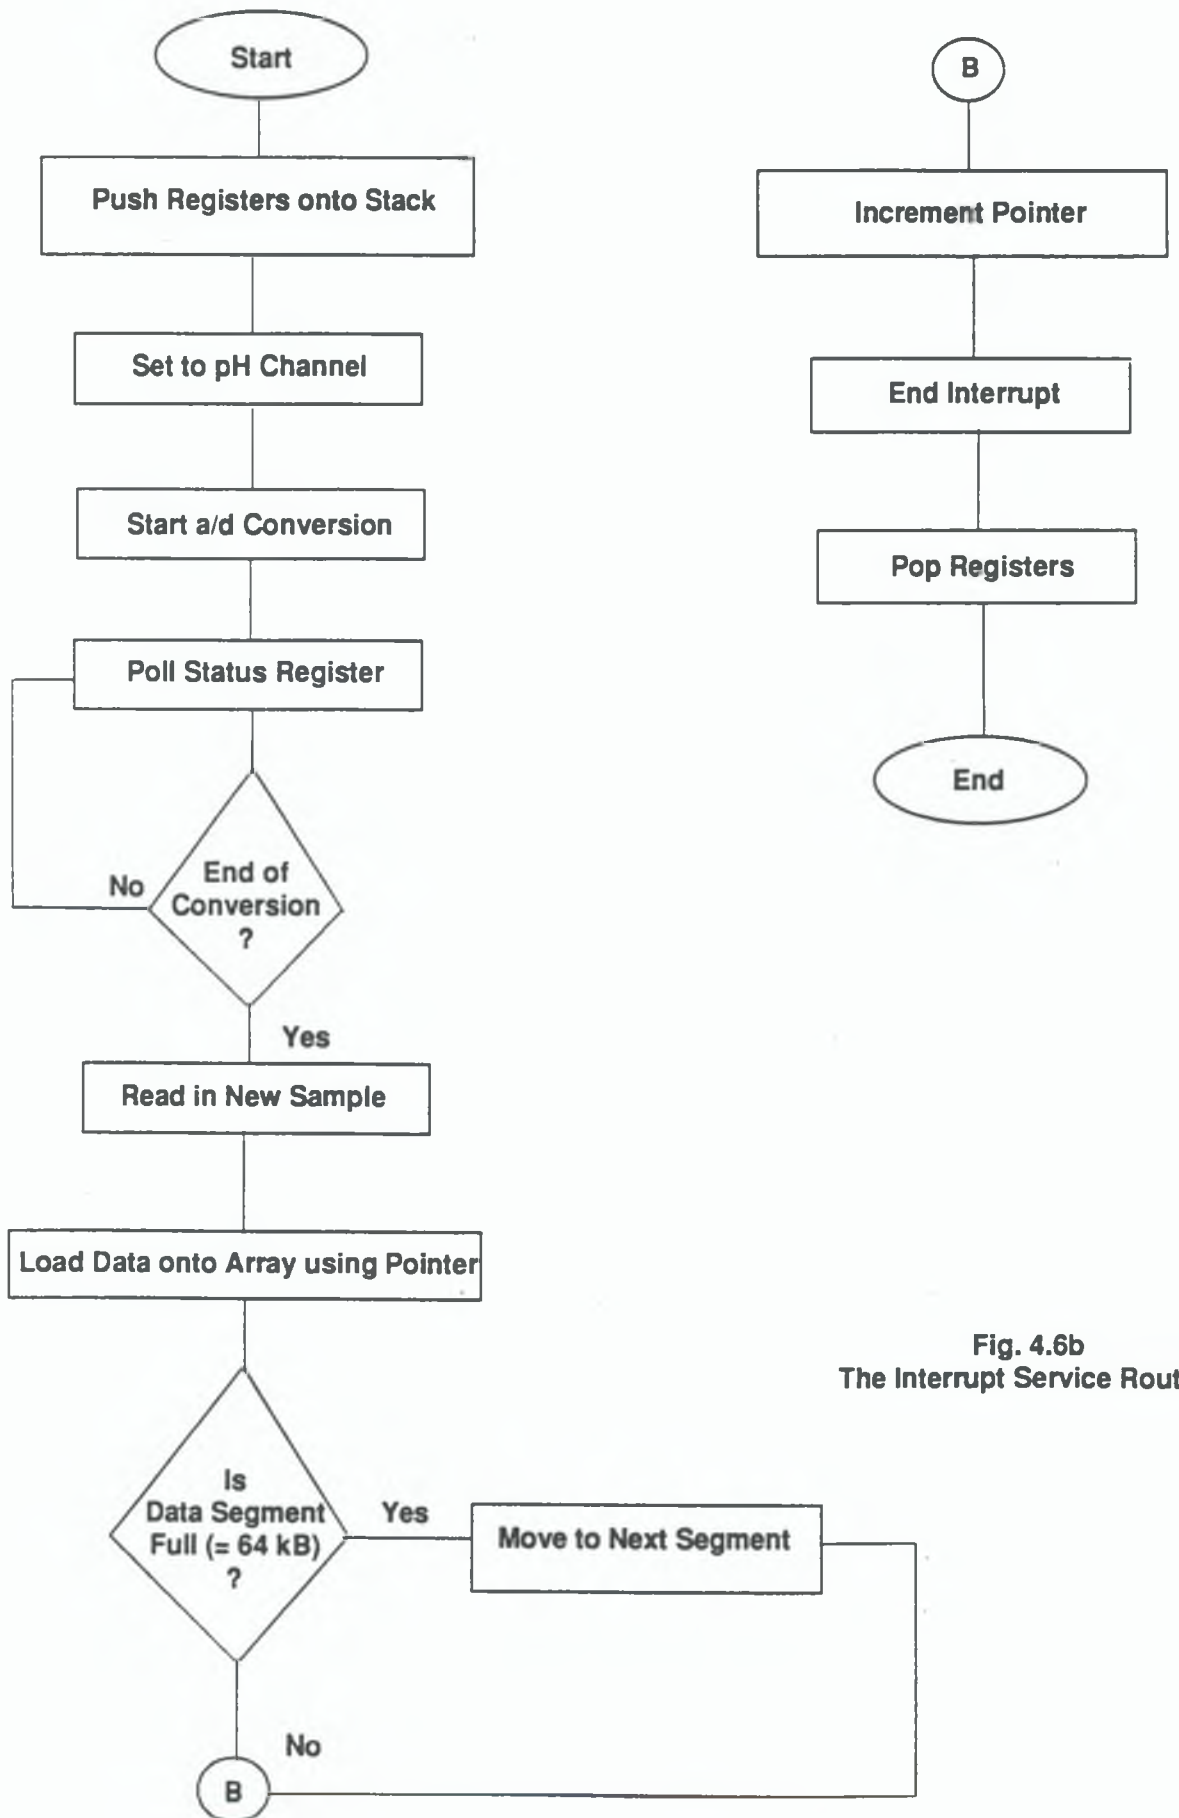 Start
Push Registers onto Stack
Set to pH Channel
Start a/d Conversion
Poll Status Register
End of
Conversion
?
No
Yes
Read in New Sample
Load Data onto Array using Pointer
Is
Data Segment
Full (= 64 kB)
?
Yes
Move to Next Segment
No
B
B
Increment Pointer
End Interrupt
Pop Registers
End
Fig. 4.6b
The Interrupt Service Rout